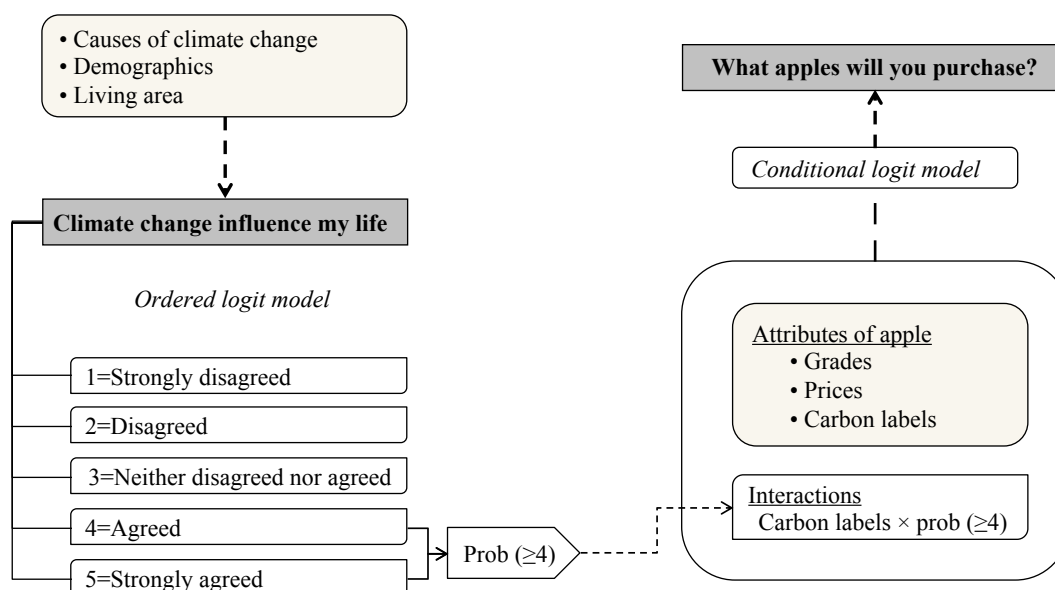 • Causes of climate change
• Demographics
• Living area
Climate change influence my life
Ordered logit model
1=Strongly disagreed
2=Disagreed
3=Neither disagreed nor agreed
4=Agreed
5=Strongly agreed
Prob (≥4)
What apples will you purchase?
Conditional logit model
Attributes of apple
• Grades
• Prices
• Carbon labels
Interactions
Carbon labels × prob (≥4)